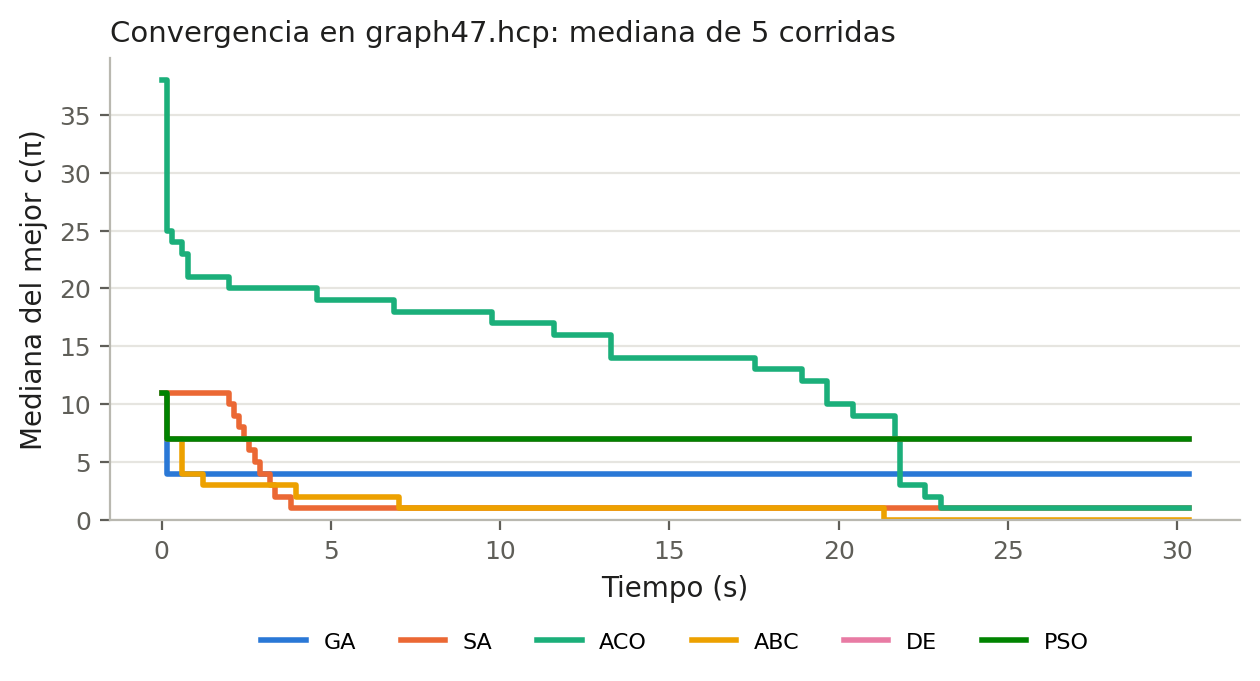 Convergencia en graph47.hcp: mediana de 5 corridas
Mediana del mejor c(π)
35
30
25
20
15
10
5
0
0 5 10 15 20 25 30
Tiempo (s)
GA SA ACO ABC DE PSO